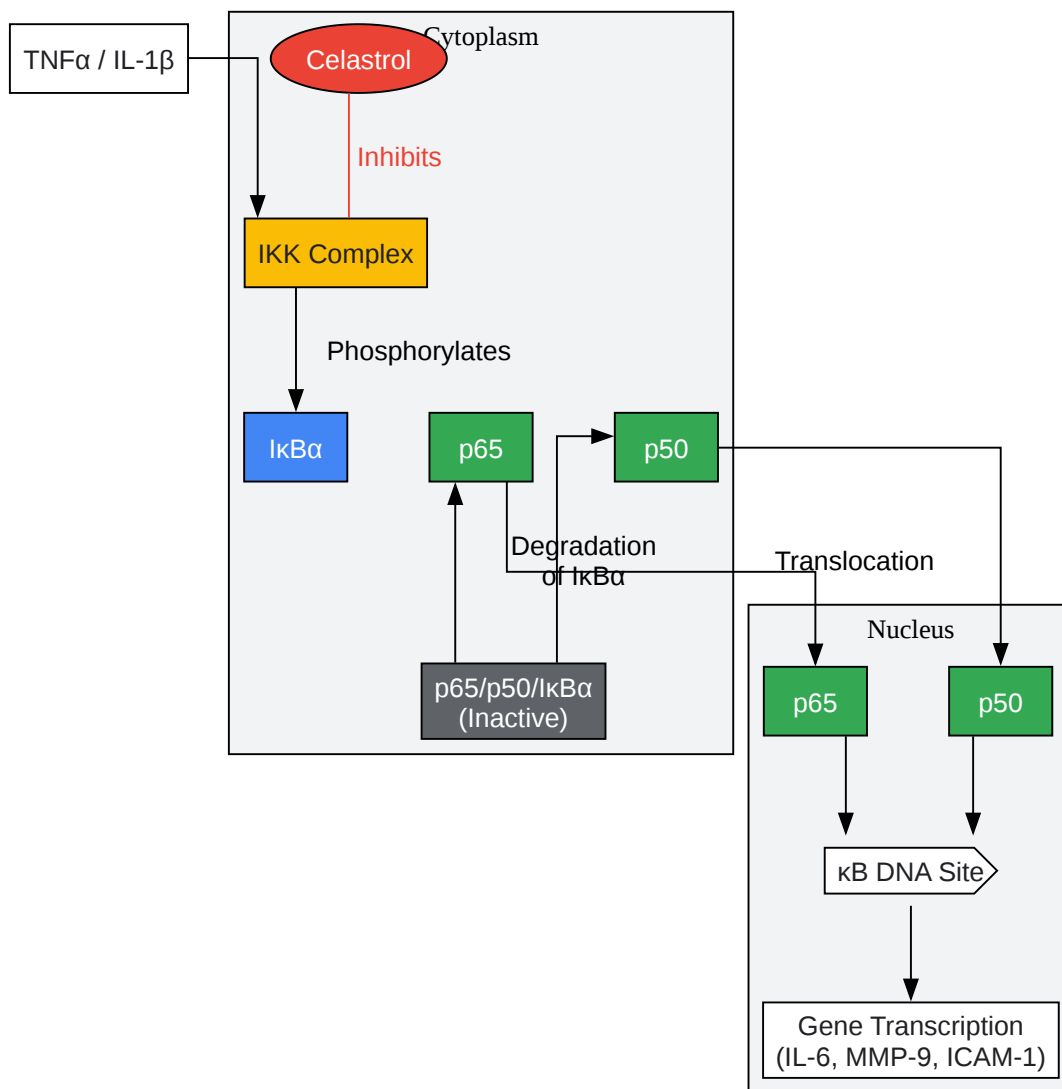 TNFα / IL-1β
Celastrol
Cytoplasm
Inhibits
IKK Complex
Phosphorylates
IκBα
p65
p50
Degradation
of IκBα
Translocation
p65/p50/IκBα
(Inactive)
Nucleus
p65
p50
κB DNA Site
Gene Transcription
(IL-6, MMP-9, ICAM-1)